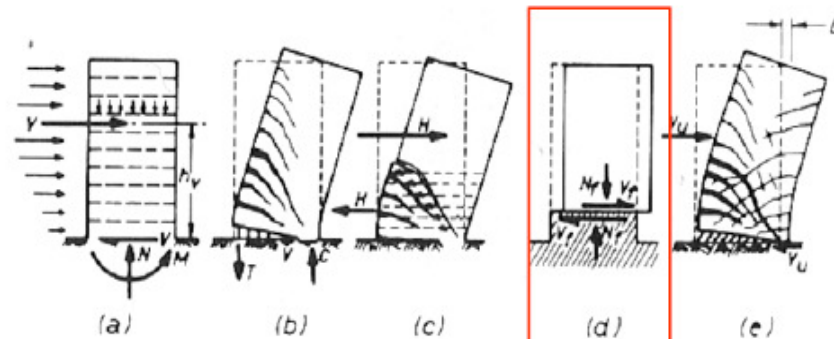 V
h_v
N
V
M
T
V
C
H
H
N_f
V_f
V_f
N_f
V_u
V_u
(a)
(b)
(c)
(d)
(e)